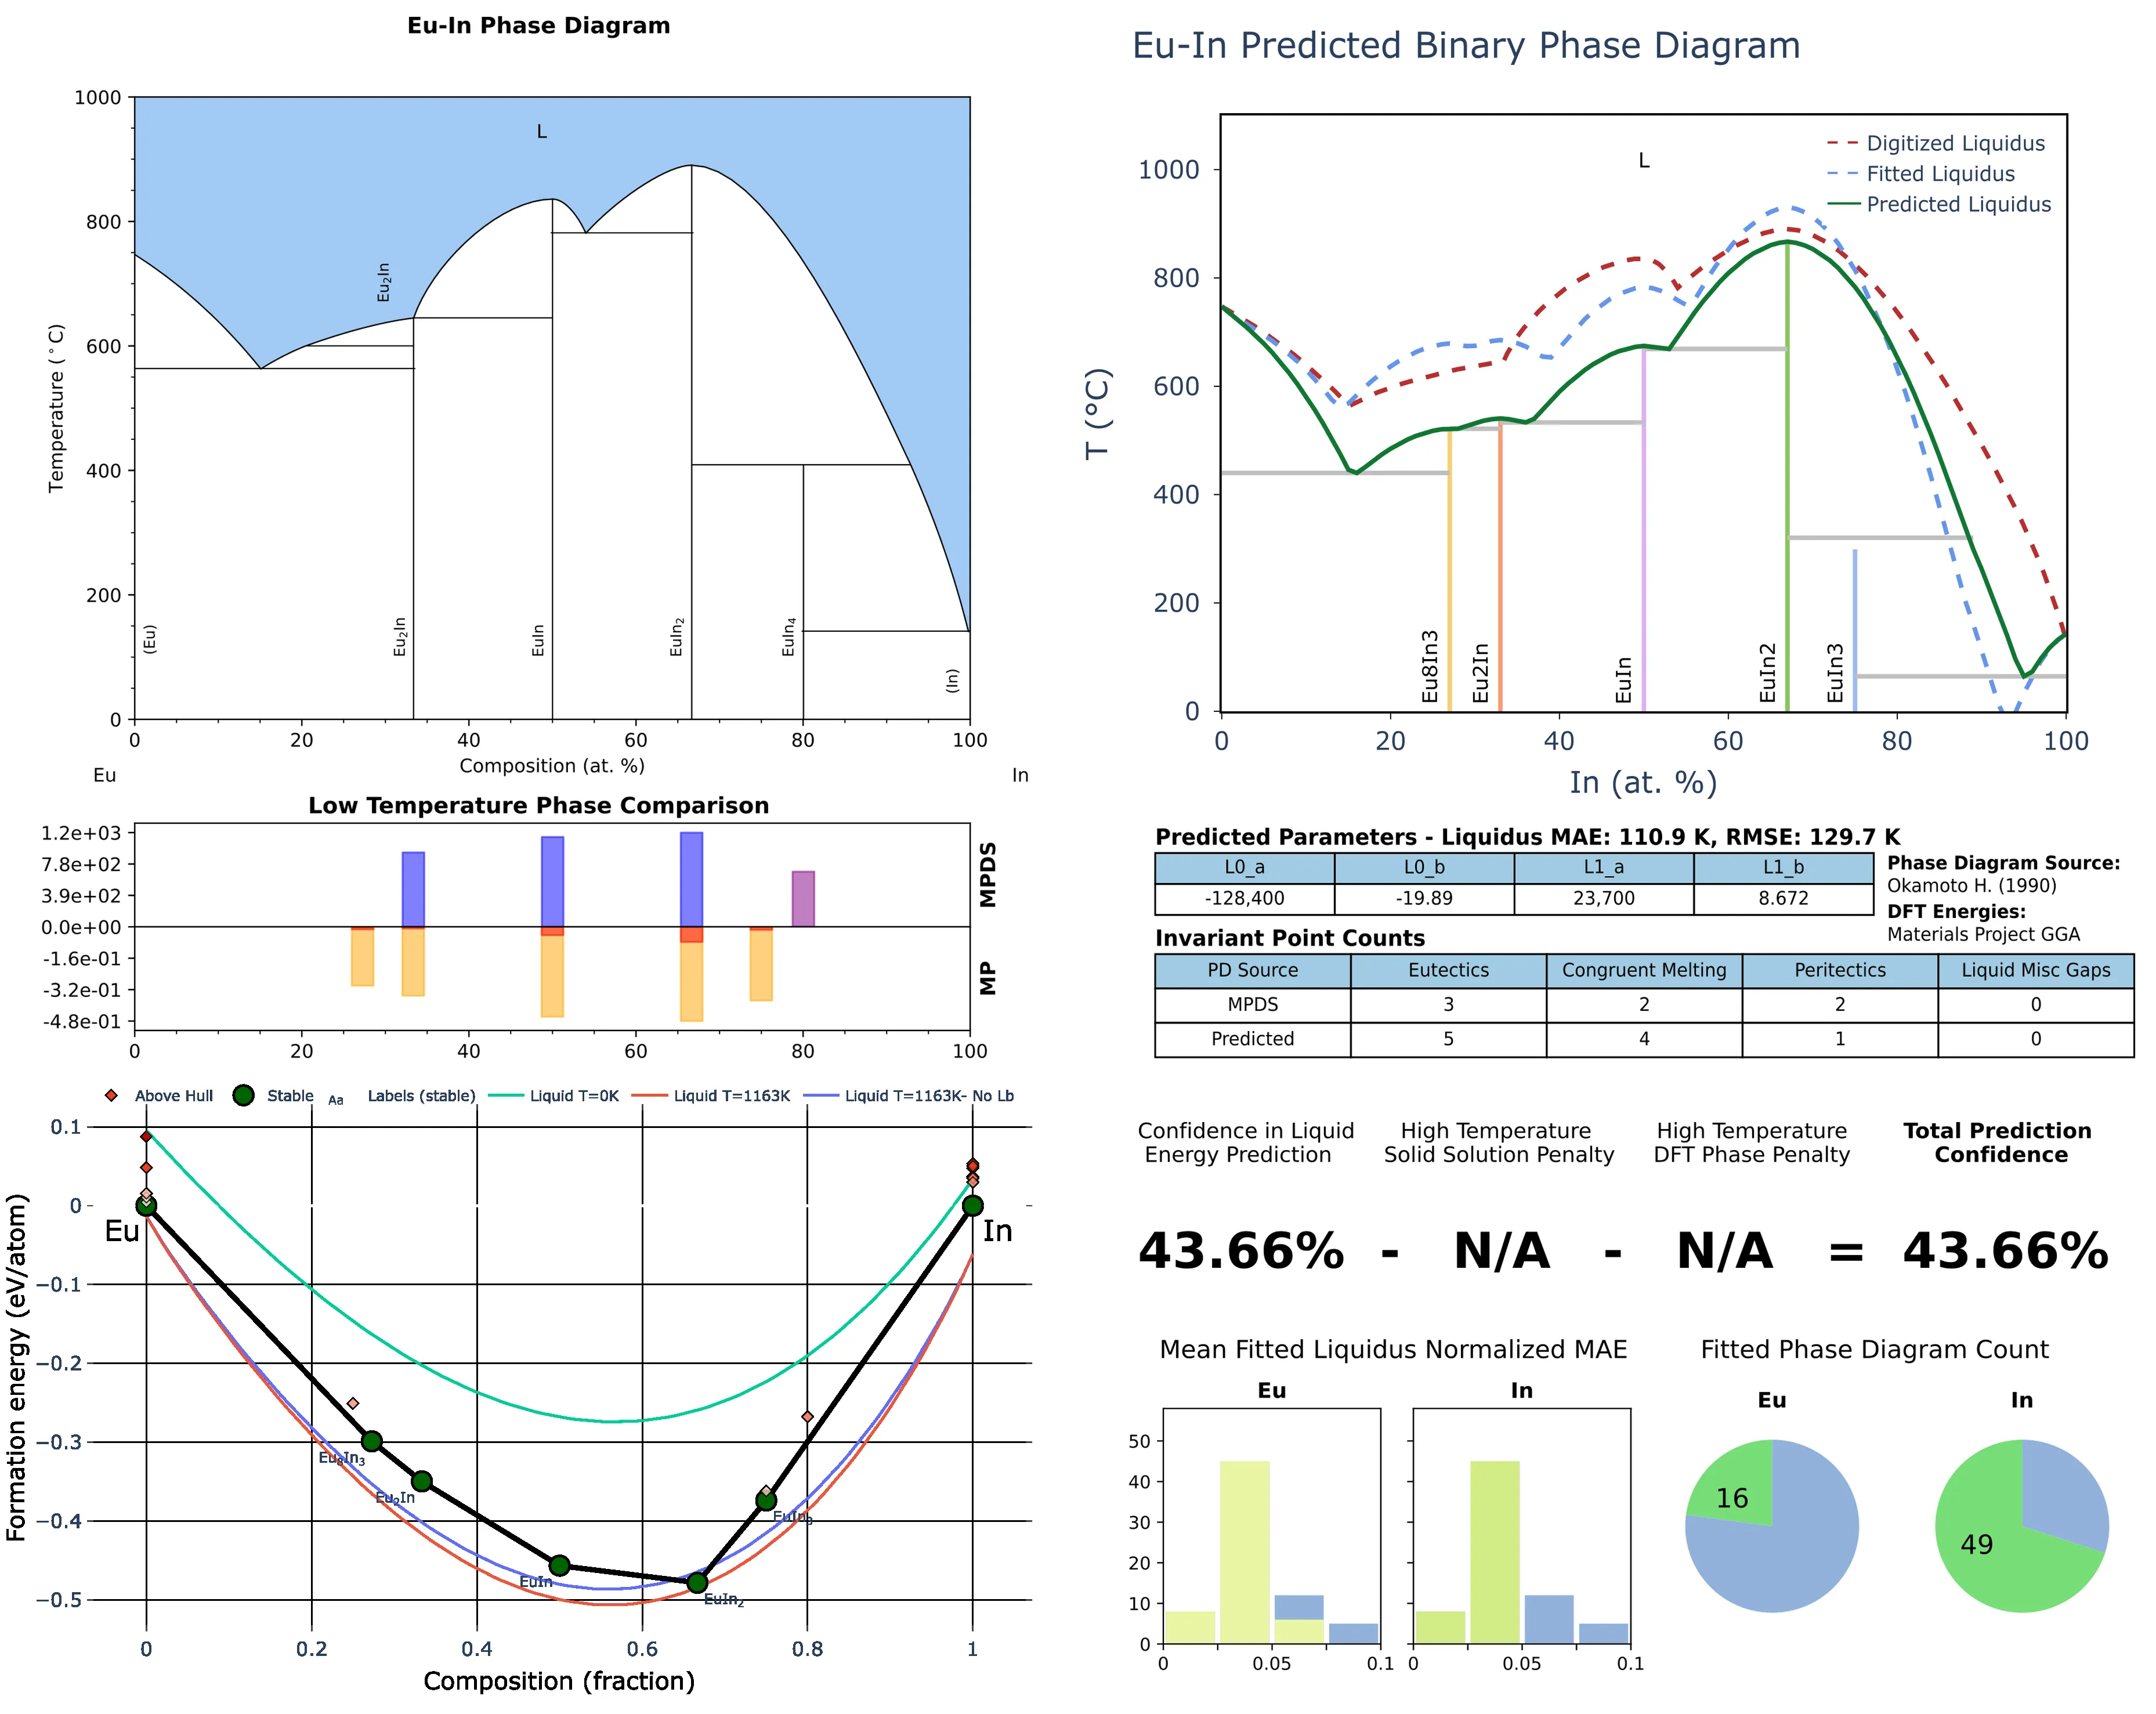 Eu-In Phase Diagram
1000
800
600
400
200
0
Temperature (°C)
L
Eu₂In
(Eu)
Eu₂In
EuIn
EuIn₂
EuIn₄
(In)
0 20 40 60 80 100
Composition (at. %)
Eu In
Low Temperature Phase Comparison
1.2e+03
7.8e+02
3.9e+02
0.0e+00
-1.6e-01
-3.2e-01
-4.8e-01
MPDS
MP
0 20 40 60 80 100
Above Hull Stable Aa Labels (stable) Liquid T=0K Liquid T=1163K Liquid T=1163K- No Lb
0.1
0
−0.1
−0.2
−0.3
−0.4
−0.5
Formation energy (eV/atom)
Eu
In
Eu₈In₃
Eu₂In
EuIn
EuIn₂
EuIn₃
0 0.2 0.4 0.6 0.8 1
Composition (fraction)
Eu-In Predicted Binary Phase Diagram
1000
800
600
400
200
0
T (°C)
L
Digitized Liquidus
Fitted Liquidus
Predicted Liquidus
Eu8In3
Eu2In
EuIn
EuIn2
EuIn3
0 20 40 60 80 100
In (at. %)
Predicted Parameters - Liquidus MAE: 110.9 K, RMSE: 129.7 K
L0_a L0_b L1_a L1_b
-128,400 -19.89 23,700 8.672
Phase Diagram Source:
Okamoto H. (1990)
DFT Energies:
Materials Project GGA
Invariant Point Counts
PD Source Eutectics Congruent Melting Peritectics Liquid Misc Gaps
MPDS 3 2 2 0
Predicted 5 4 1 0
Confidence in Liquid High Temperature High Temperature Total Prediction
Energy Prediction Solid Solution Penalty DFT Phase Penalty Confidence
43.66% - N/A - N/A = 43.66%
Mean Fitted Liquidus Normalized MAE
Eu In
50
40
30
20
10
0
0 0.05 0.1 0 0.05 0.1
Fitted Phase Diagram Count
Eu In
16
49